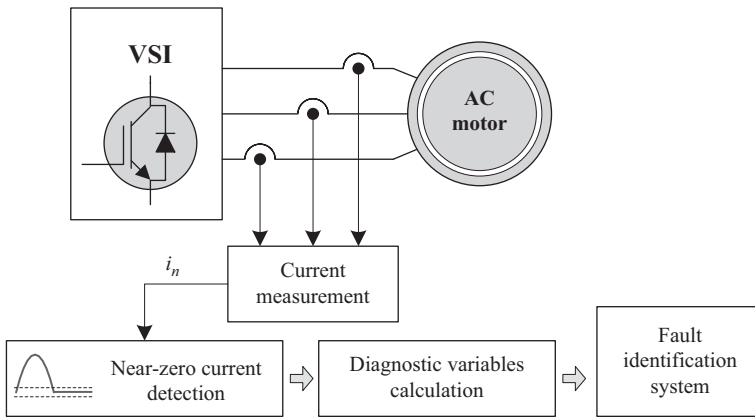 VSI
AC
motor
Current
measurement
i_n
Near-zero current
detection
Diagnostic variables
calculation
Fault
identification
system